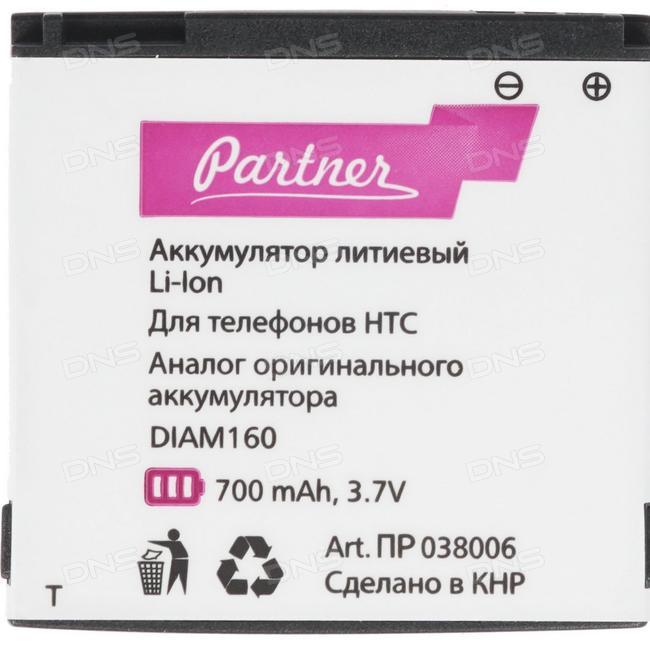 ⊖ ⊕
Partner
Аккумулятор литиевый
Li-Ion
Для телефонов HTC
Аналог оригинального
аккумулятора
DIAM160
700 mAh, 3.7V
Art. ПР 038006
Сделано в КНР
T
DNS